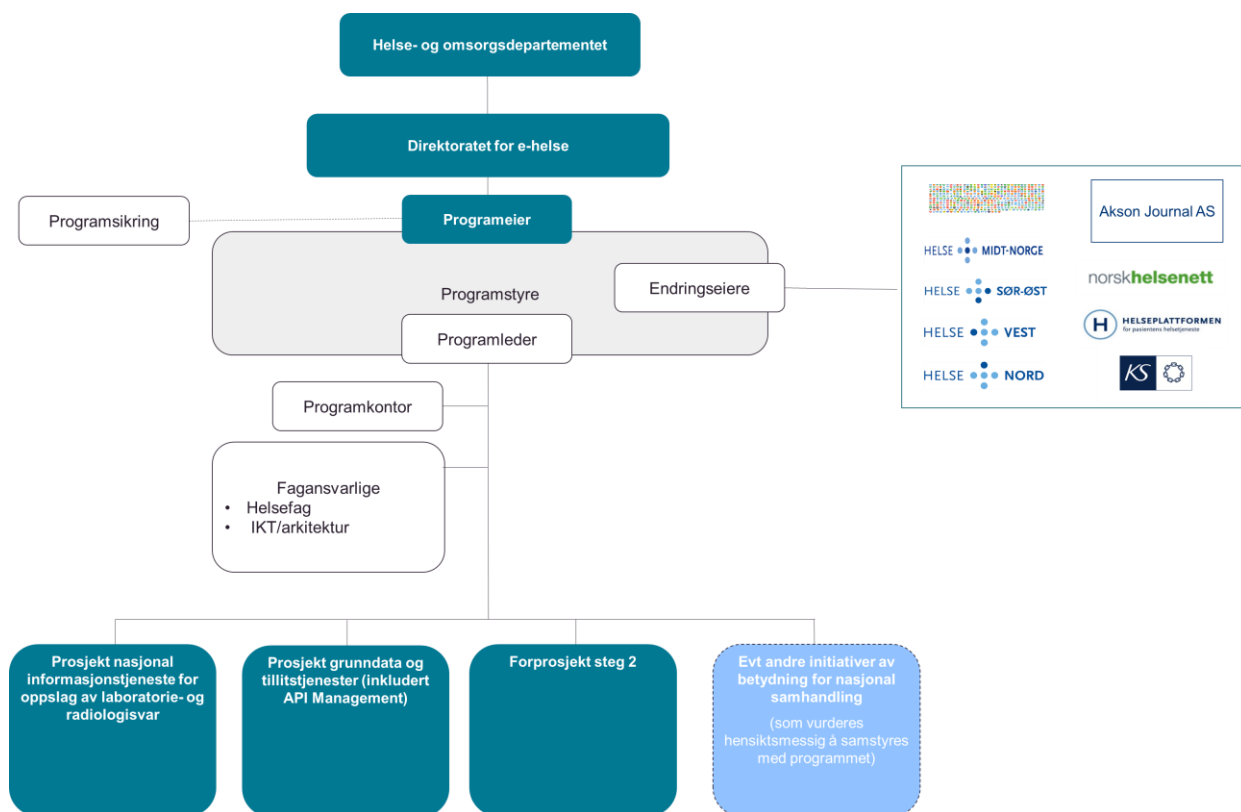 Helse- og omsorgsdepartementet
Direktoratet for e-helse
Programsikring
Programeier
Programstyre
Endringseiere
Programleder
Programkontor
Fagansvarlige
• Helsefag
• IKT/arkitektur
Akson Journal AS
HELSE MIDT-NORGE
norskhelsenett
HELSE SØR-ØST
H HELSEPLATTFORMEN
for pasientens helsetjeneste
HELSE VEST
HELSE NORD
KS
Prosjekt nasjonal
informasjonstjeneste for
oppslag av laboratorie- og
radiologisvar
Prosjekt grunndata og
tillitstjenester (inkludert
API Management)
Forprosjekt steg 2
Evt andre initiativer av
betydning for nasjonal
samhandling
(som vurderes
hensiktsmessig å samstyres
med programmet)